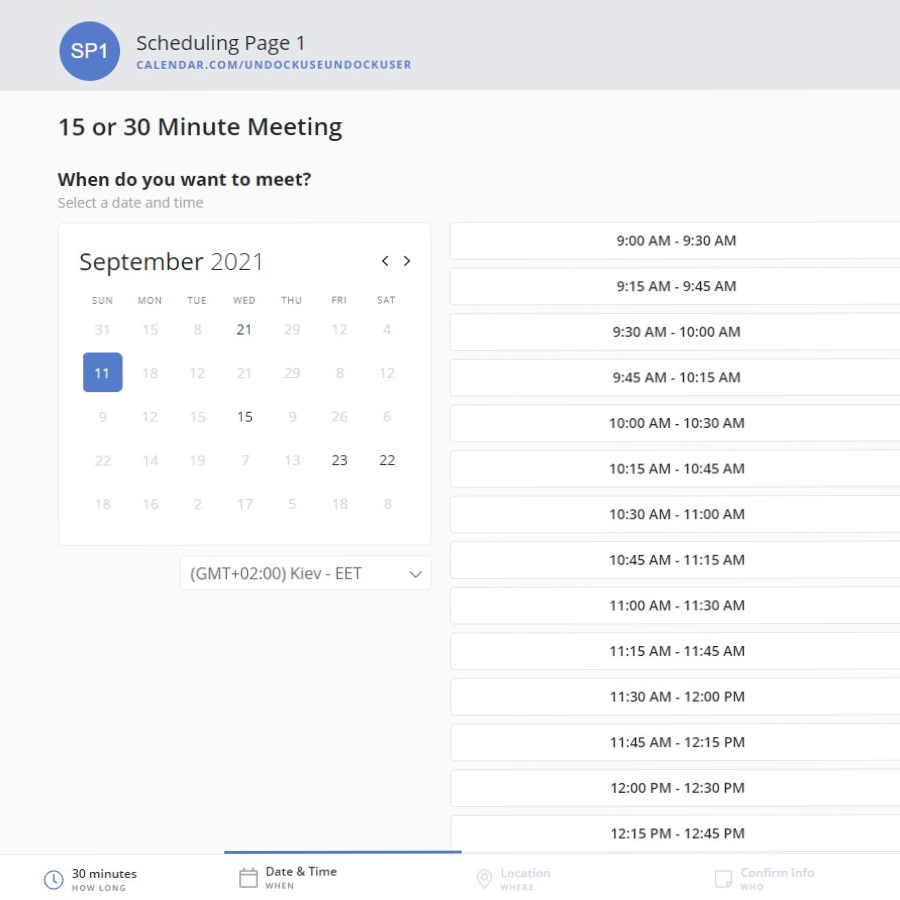 SP1
Scheduling Page 1
CALENDAR.COM/UNDOCKUSEUNDOCKUSER
15 or 30 Minute Meeting
When do you want to meet?
Select a date and time
September 2021
SUN MON TUE WED THU FRI SAT
31 15 8 21 29 12 4
11 18 12 21 29 8 12
9 12 15 15 9 26 6
22 14 19 7 13 23 22
18 16 2 17 5 18 8
(GMT+02:00) Kiev - EET
9:00 AM - 9:30 AM
9:15 AM - 9:45 AM
9:30 AM - 10:00 AM
9:45 AM - 10:15 AM
10:00 AM - 10:30 AM
10:15 AM - 10:45 AM
10:30 AM - 11:00 AM
10:45 AM - 11:15 AM
11:00 AM - 11:30 AM
11:15 AM - 11:45 AM
11:30 AM - 12:00 PM
11:45 AM - 12:15 PM
12:00 PM - 12:30 PM
12:15 PM - 12:45 PM
30 minutes
HOW LONG
Date & Time
WHEN
Location
WHERE
Confirm Info
WHO